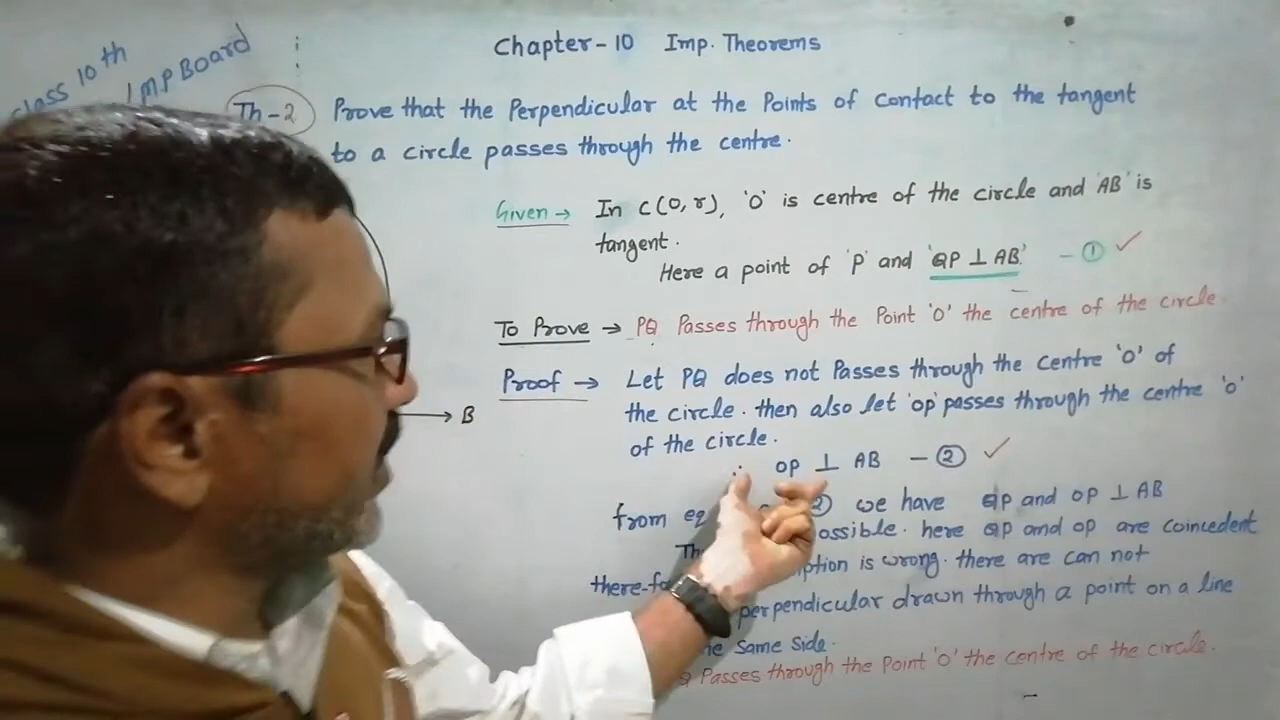 Chapter-10 Imp. Theorems
class 10th
IMP BOARD
Th-2 Prove that the Perpendicular at the Points of Contact to the tangent
to a circle passes through the centre.
Given → In C(O,r), 'O' is centre of the circle and 'AB' is
tangent.
Here a point of 'P' and 'QP ⊥ AB' - ①
To Prove → PQ Passes through the Point 'O' the centre of the circle.
Proof → Let PQ does not Passes through the Centre 'O' of
the circle. then also let 'OP' passes through the centre 'O'
of the circle.
B
∴ OP ⊥ AB - ②
from ② we have QP and OP ⊥ AB
here QP and OP are coincedent
is wrong. there are can not
perpendicular drawn through a point on a line
same side.
Passes through the Point 'O' the centre of the circle.